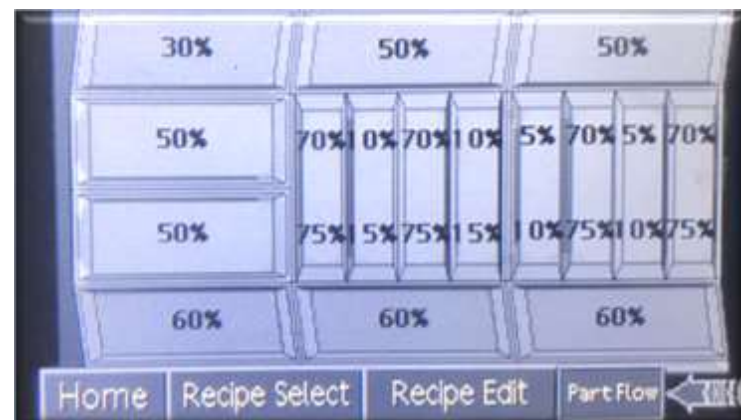 30% 50% 50%
50% 70% 10% 70% 10% 5% 70% 5% 70%
50% 75% 15% 75% 15% 10% 75% 10% 75%
60% 60% 60%
Home Recipe Select Recipe Edit Part Flow